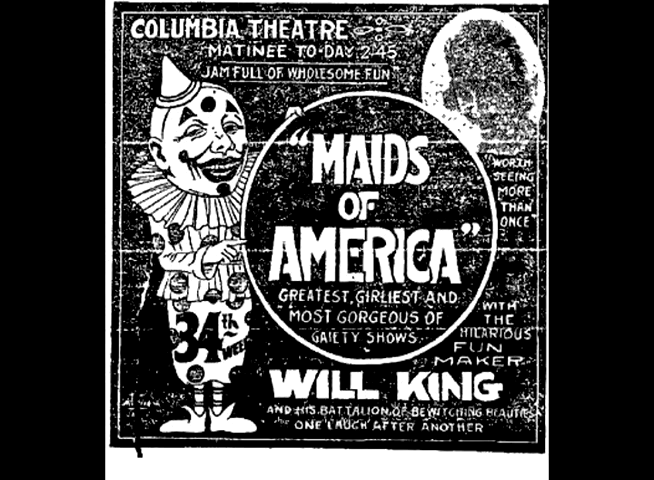 COLUMBIA THEATRE
MATINEE TO-DAY 2-45
JAM FULL OF WHOLESOME FUN
"WORTH
SEEING
MORE
THAN
ONCE"
"MAIDS
OF
AMERICA"
GREATEST, GIRLIEST AND
MOST GORGEOUS OF
GAIETY SHOWS
34th
WEEK
WITH
THE
HILARIOUS
FUN
MAKER
WILL KING
AND HIS BATTALION OF BEWITCHING BEAUTIES
ONE LAUGH AFTER ANOTHER